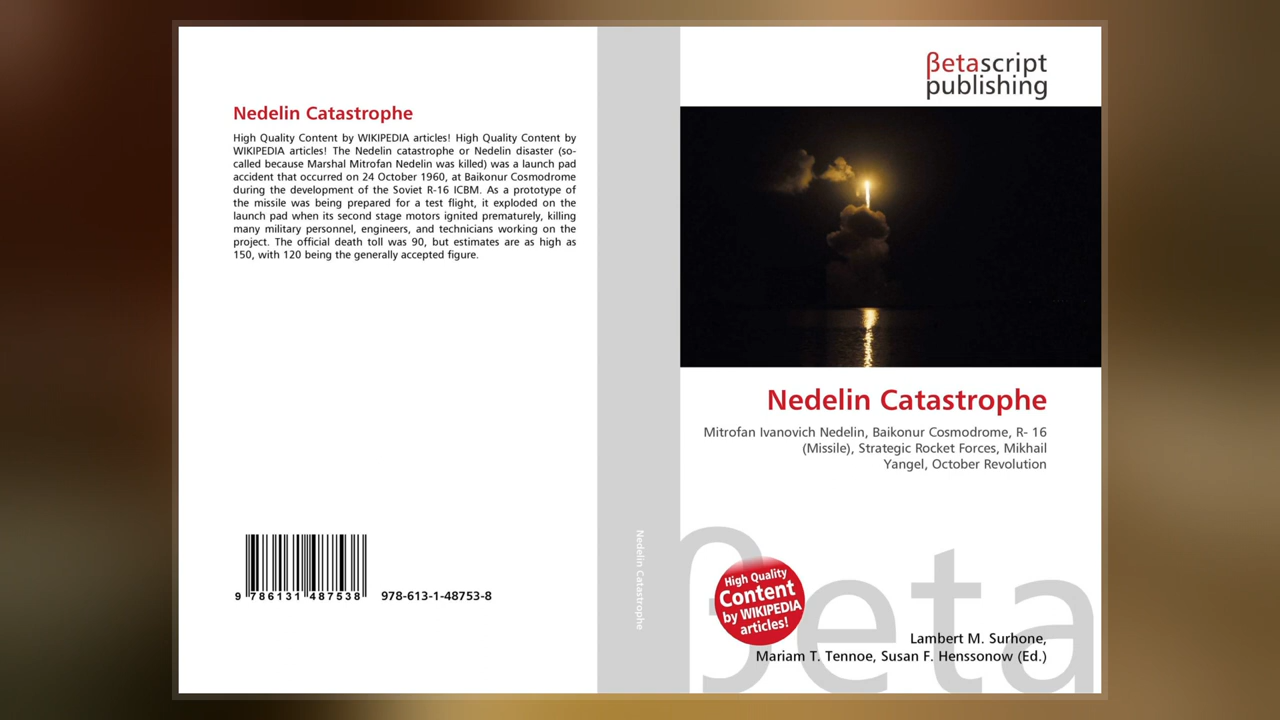 Nedelin Catastrophe
High Quality Content by WIKIPEDIA articles! High Quality Content by
WIKIPEDIA articles! The Nedelin catastrophe or Nedelin disaster (so-
called because Marshal Mitrofan Nedelin was killed) was a launch pad
accident that occurred on 24 October 1960, at Baikonur Cosmodrome
during the development of the Soviet R-16 ICBM. As a prototype of
the missile was being prepared for a test flight, it exploded on the
launch pad when its second stage motors ignited prematurely, killing
many military personnel, engineers, and technicians working on the
project. The official death toll was 90, but estimates are as high as
150, with 120 being the generally accepted figure.
9 786131 487538
978-613-1-48753-8
Nedelin Catastrophe
βetascript
publishing
Nedelin Catastrophe
Mitrofan Ivanovich Nedelin, Baikonur Cosmodrome, R- 16
(Missile), Strategic Rocket Forces, Mikhail
Yangel, October Revolution
βeta
High Quality
Content
by WIKIPEDIA
articles!
Lambert M. Surhone,
Mariam T. Tennoe, Susan F. Henssonow (Ed.)